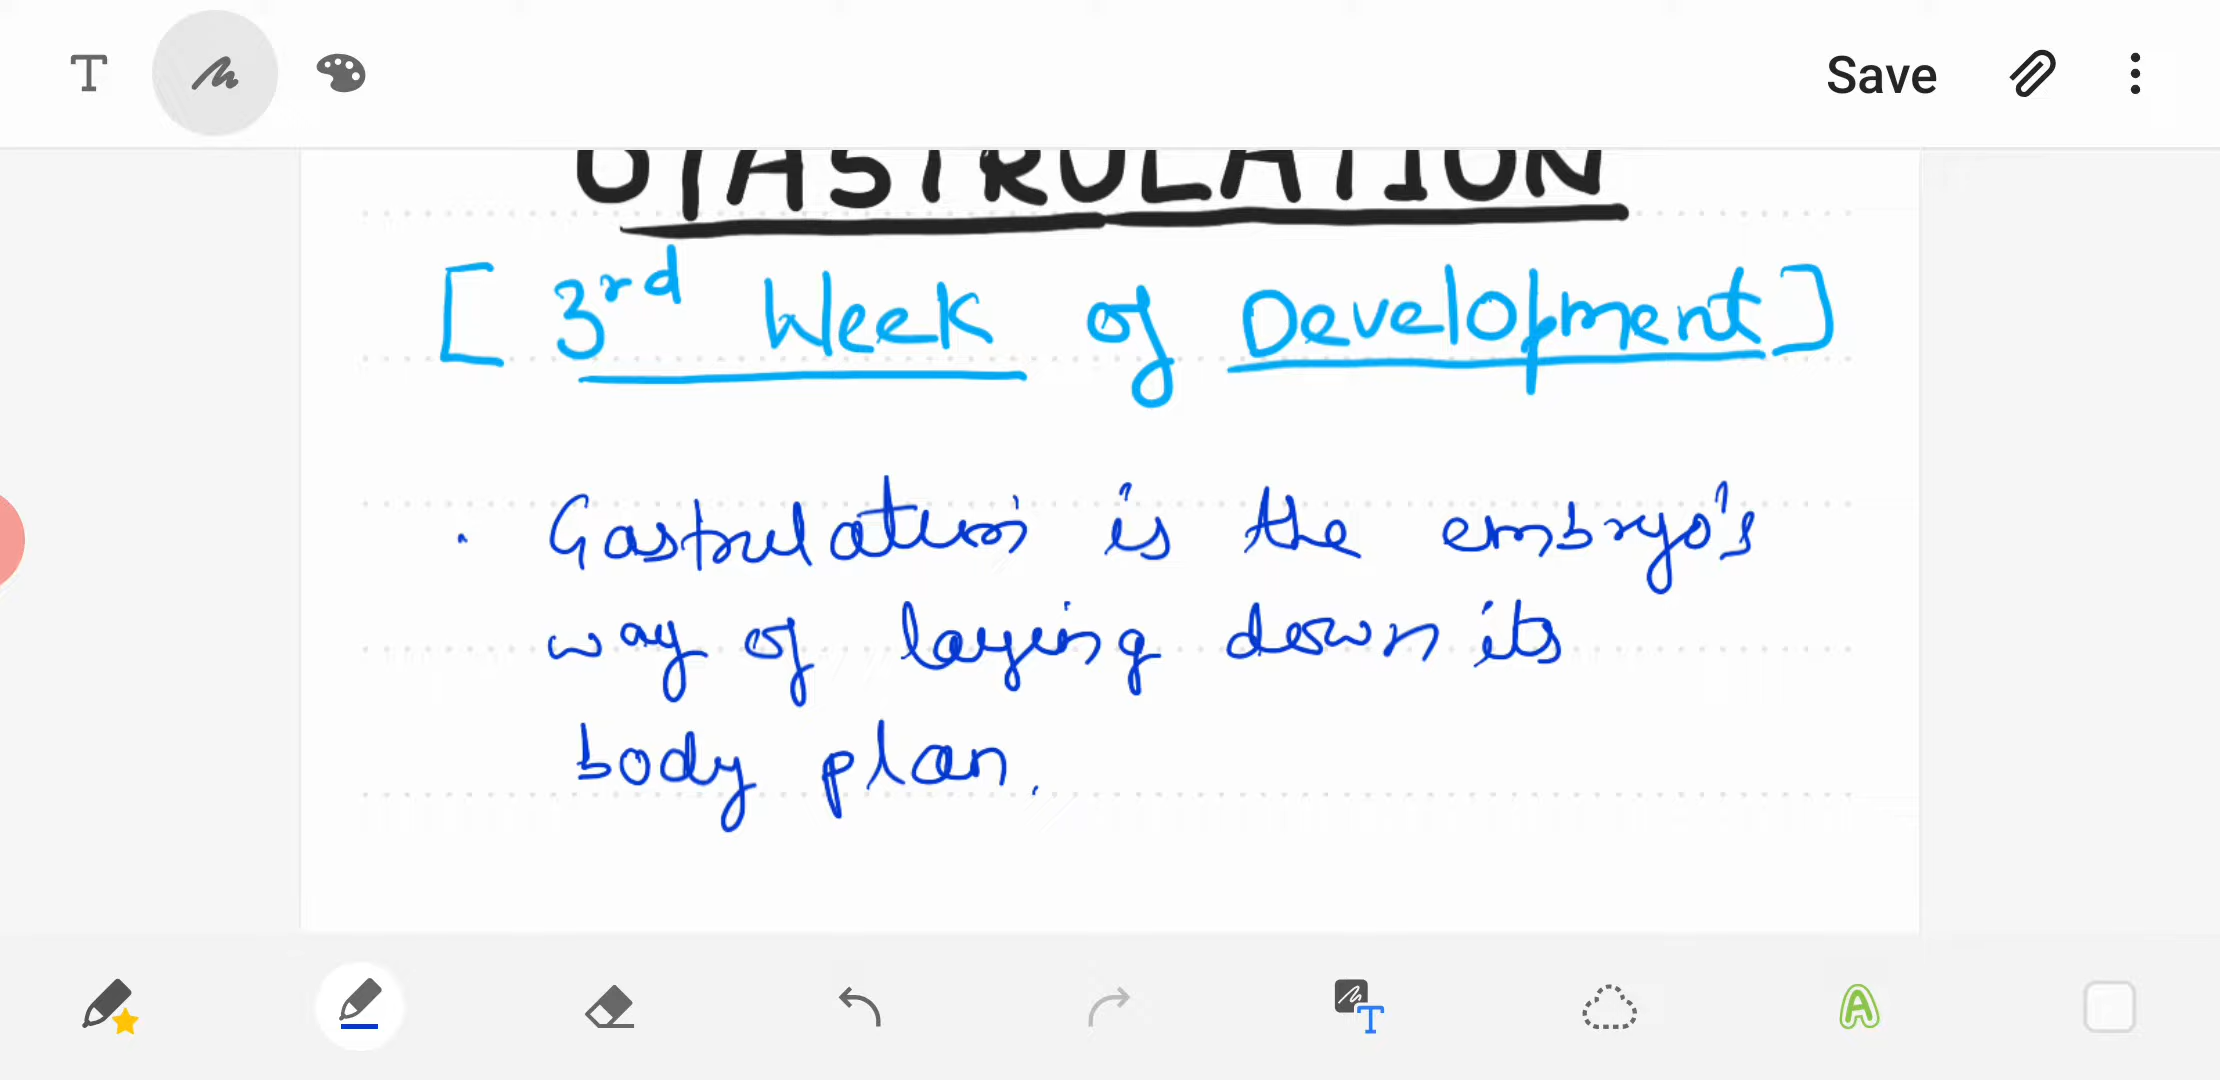 Save
GASTRULATION
[ 3rd Week of Development ]
· Gastrulation is the embryo's
way of laying down its
body plan.